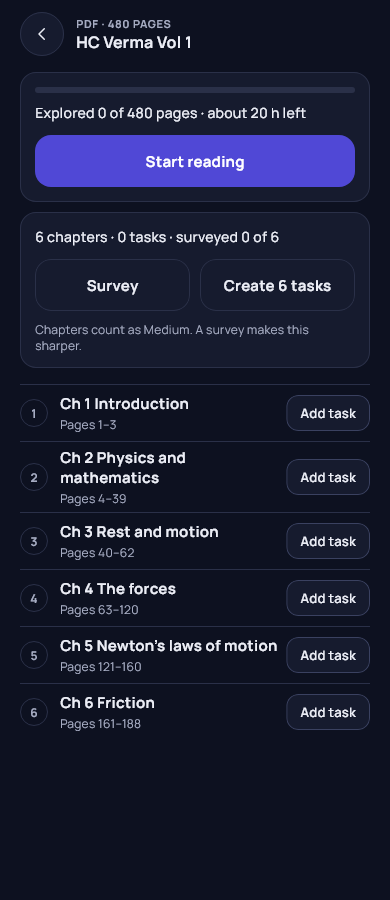 PDF · 480 PAGES
HC Verma Vol 1
Explored 0 of 480 pages · about 20 h left
Start reading
6 chapters · 0 tasks · surveyed 0 of 6
Survey
Create 6 tasks
Chapters count as Medium. A survey makes this
sharper.
1
Ch 1 Introduction
Pages 1–3
Add task
2
Ch 2 Physics and
mathematics
Pages 4–39
Add task
3
Ch 3 Rest and motion
Pages 40–62
Add task
4
Ch 4 The forces
Pages 63–120
Add task
5
Ch 5 Newton's laws of motion
Pages 121–160
Add task
6
Ch 6 Friction
Pages 161–188
Add task